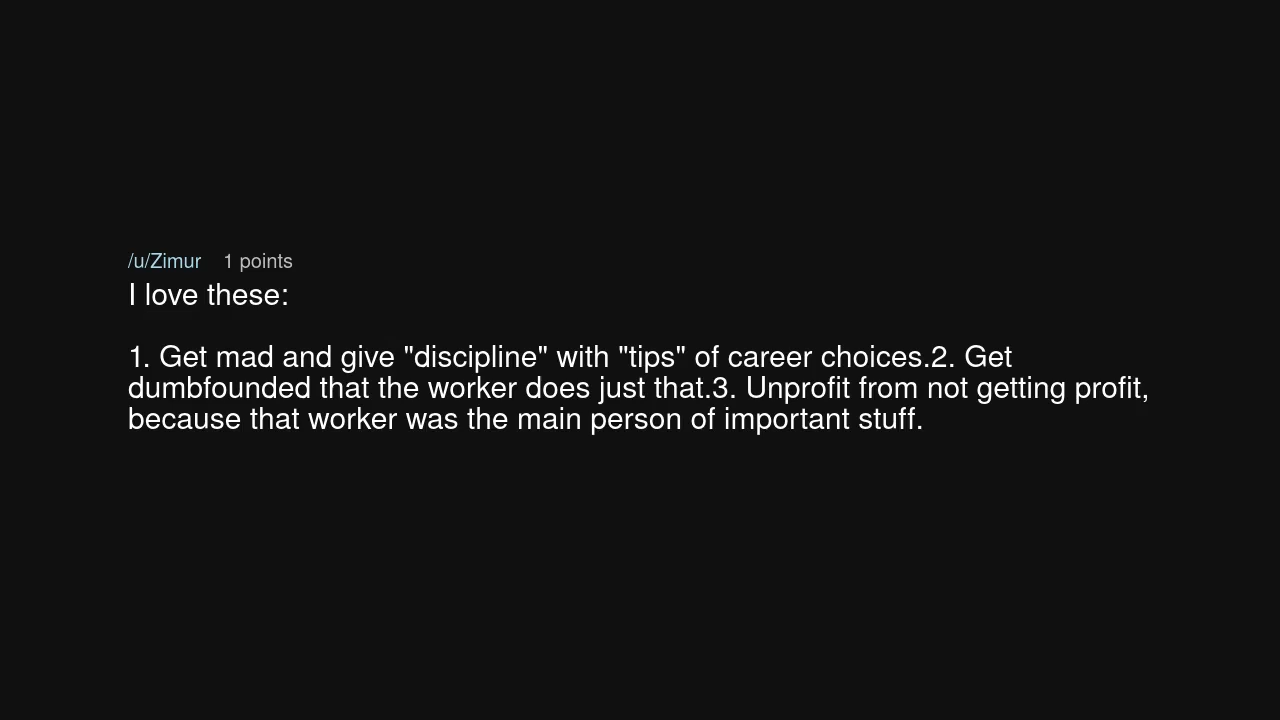 /u/Zimur 1 points
I love these:
1. Get mad and give "discipline" with "tips" of career choices.2. Get
dumbfounded that the worker does just that.3. Unprofit from not getting profit,
because that worker was the main person of important stuff.